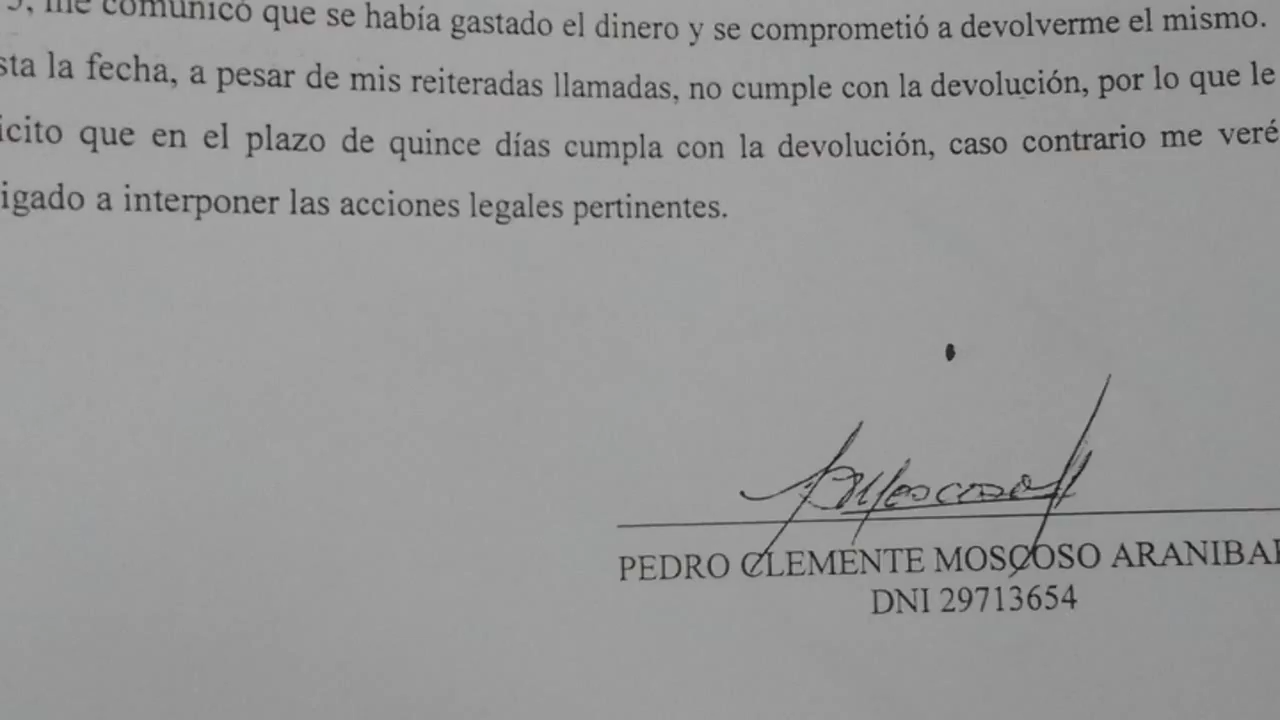 me comunicó que se había gastado el dinero y se comprometió a devolverme el mismo.
sta la fecha, a pesar de mis reiteradas llamadas, no cumple con la devolución, por lo que le
icito que en el plazo de quince días cumpla con la devolución, caso contrario me veré
igado a interponer las acciones legales pertinentes.
PEDRO CLEMENTE MOSCOSO ARANIBA
DNI 29713654